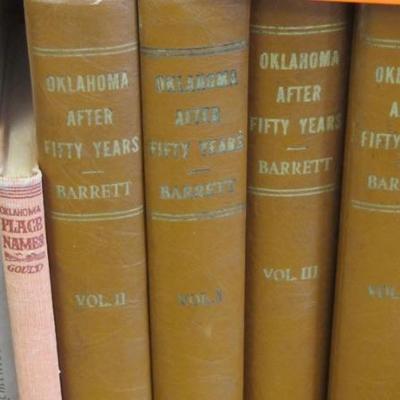 OKLAHOMA
PLACE
NAMES
GOULD
OKLAHOMA
AFTER
FIFTY YEARS
BARRETT
VOL. II
OKLAHOMA
AFTER
FIFTY YEARS
BARRETT
VOL. I
OKLAHOMA
AFTER
FIFTY YEARS
BARRETT
VOL. III